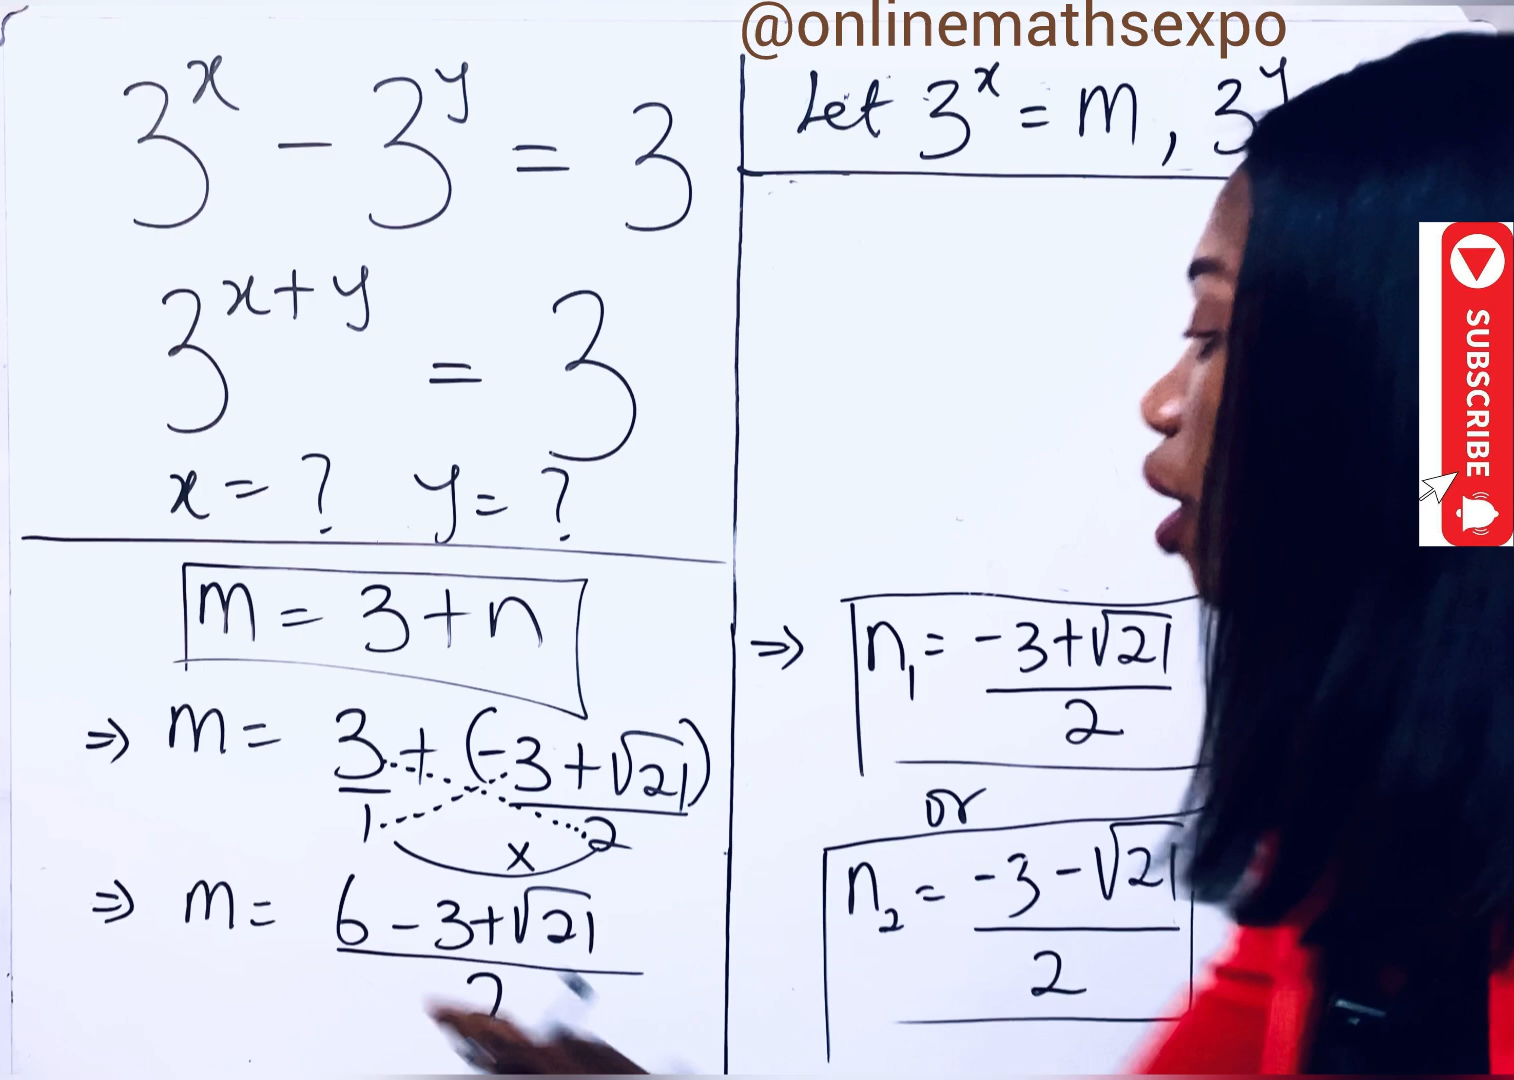 @onlinemathsexpo
3^x - 3^y = 3
3^{x+y} = 3
x = ? y = ?
m = 3 + n
⇒ m = 3/1 + (-3+√21)/2
x
⇒ m = (6 - 3 + √21)/2
Let 3^x = m, 3^y
⇒ n₁ = (-3+√21)/2
or
n₂ = (-3-√21)/2
SUBSCRIBE